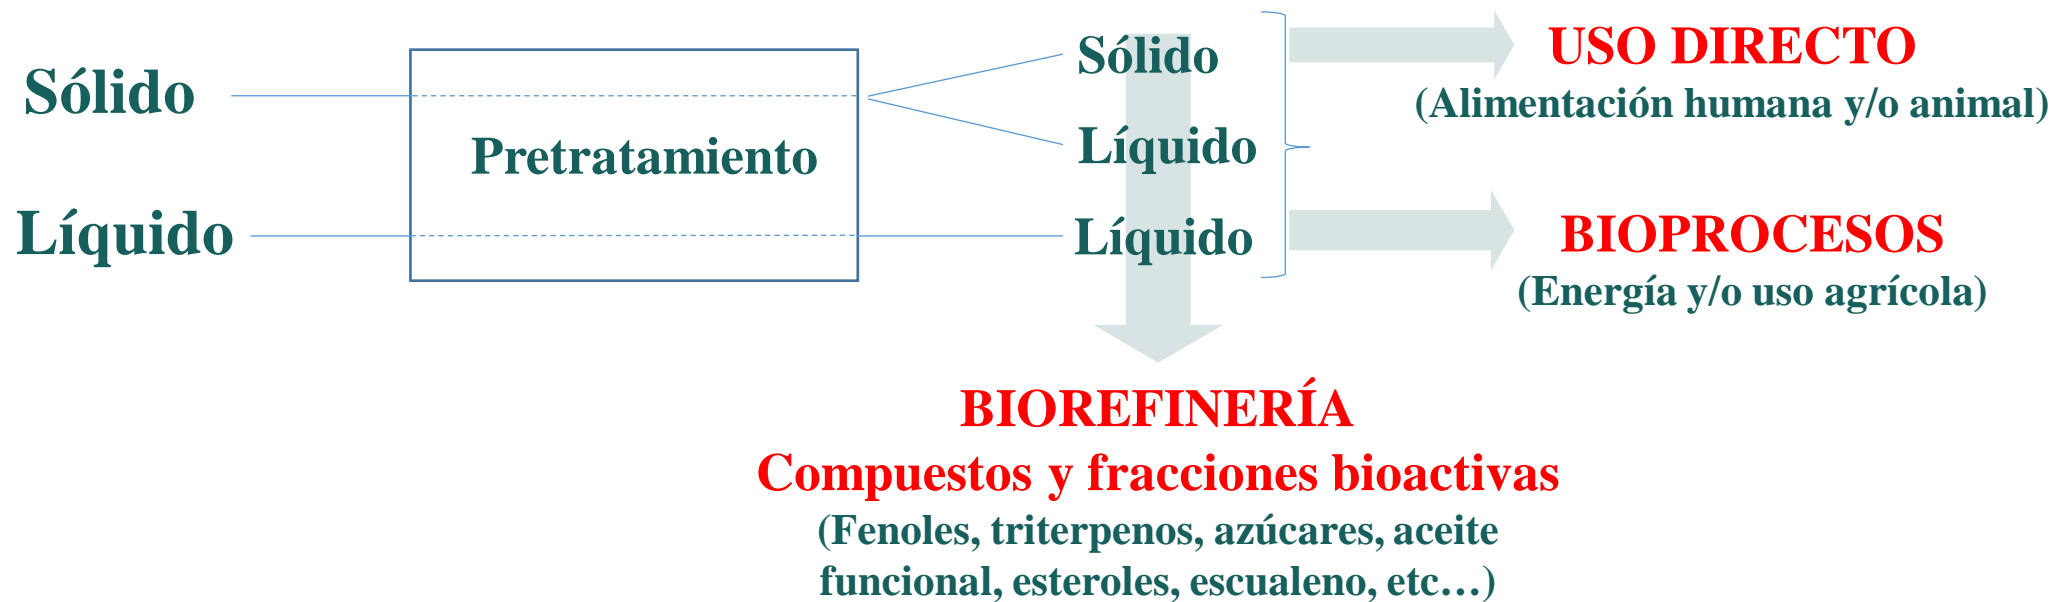 Sólido
Líquido
Pretratamiento
Sólido
Líquido
Líquido
USO DIRECTO
(Alimentación humana y/o animal)
BIOPROCESOS
(Energía y/o uso agrícola)
BIOREFINERÍA
Compuestos y fracciones bioactivas
(Fenoles, triterpenos, azúcares, aceite
funcional, esteroles, escualeno, etc…)